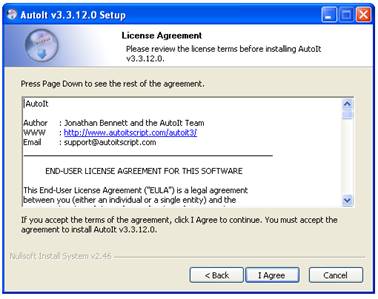 AutoIt v3.3.12.0 Setup
License Agreement
Please review the license terms before installing AutoIt
v3.3.12.0.
Press Page Down to see the rest of the agreement.
AutoIt
Author : Jonathan Bennett and the AutoIt Team
WWW : http://www.autoitscript.com/autoit3/
Email : support@autoitscript.com
END-USER LICENSE AGREEMENT FOR THIS SOFTWARE
This End-User License Agreement ("EULA") is a legal agreement
between you (either an individual or a single entity) and the
If you accept the terms of the agreement, click I Agree to continue. You must accept the
agreement to install AutoIt v3.3.12.0.
Nullsoft Install System v2.46
< Back
I Agree
Cancel